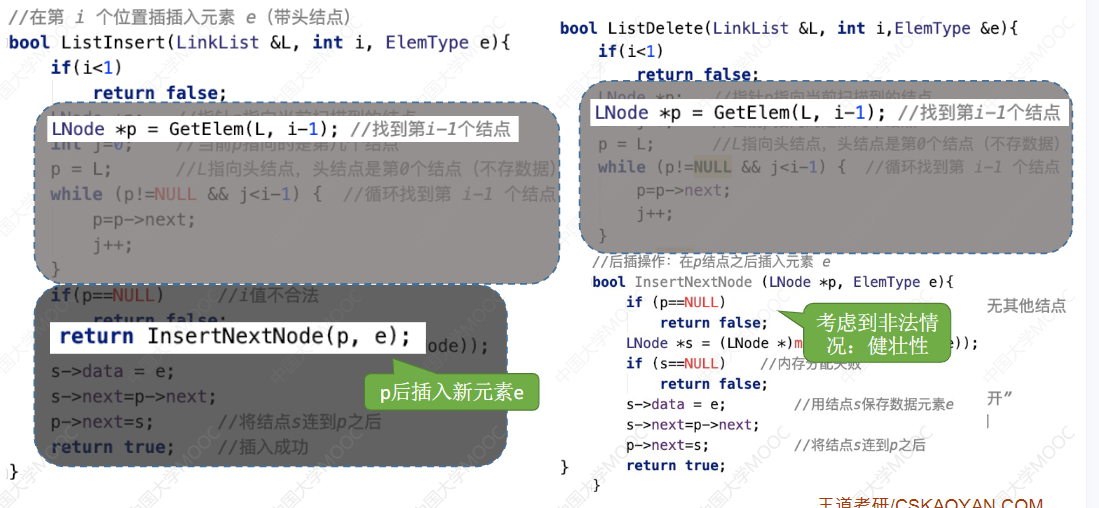 //在第 i 个位置插插入元素 e（带头结点）
bool ListInsert(LinkList &L, int i, ElemType e){
if(i<1)
return false;
LNode *p = GetElem(L, i-1); //找到第i-1个结点
int j=0; //当前p指向的是第几个结点
p = L; //L指向头结点，头结点是第0个结点（不存数据）
while (p!=NULL && j<i-1) { //循环找到第 i-1 个结点
p=p->next;
j++;
}
if(p==NULL) //i值不合法
return false;
return InsertNextNode(p, e);
s->data = e;
s->next=p->next;
p->next=s; //将结点s连到p之后
return true; //插入成功
}
p后插入新元素e
bool ListDelete(LinkList &L, int i,ElemType &e){
if(i<1)
return false;
LNode *p; //指针p指向当前扫描到的结点
LNode *p = GetElem(L, i-1); //找到第i-1个结点
p = L; //L指向头结点，头结点是第0个结点（不存数据）
while (p!=NULL && j<i-1) { //循环找到第 i-1 个结点
p=p->next;
j++;
}
//后插操作：在p结点之后插入元素 e
bool InsertNextNode (LNode *p, ElemType e){
if (p==NULL)
return false;
LNode *s = (LNode *)m
if (s==NULL) //内存分配失败
return false;
s->data = e; //用结点s保存数据元素e
s->next=p->next;
p->next=s; //将结点s连到p之后
return true;
}
}
考虑到非法情
况：健壮性
无其他结点
开”
王道考研/CSKAOYAN.COM
中国大学MOOC